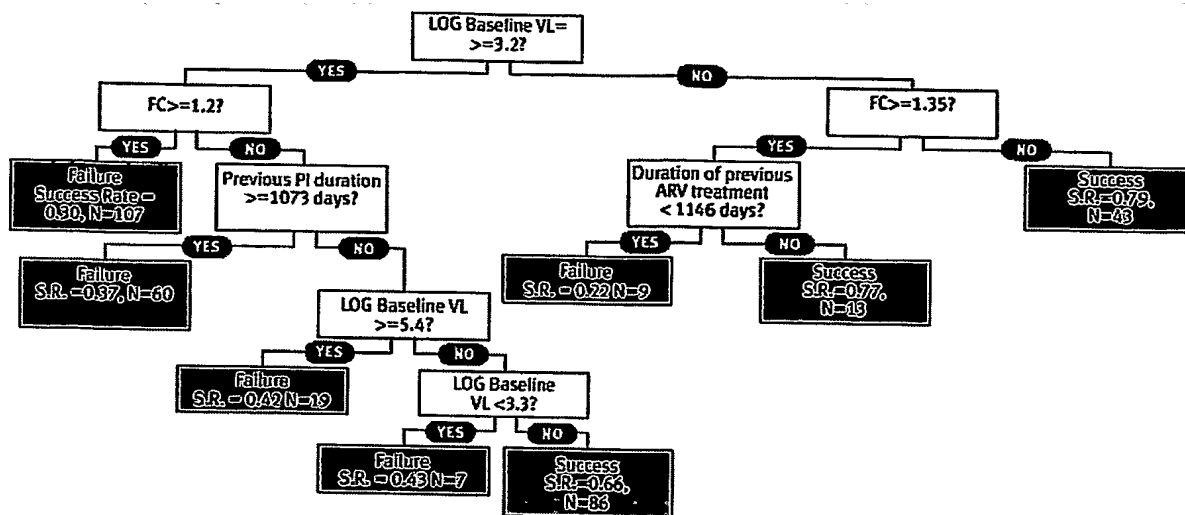 LOG Baseline VL=
>=3.2?
YES
NO
FC>=1.2?
FC>=1.35?
YES
NO
YES
NO
Failure
Success Rate =
0.30, N=107
Previous PI duration
>=1073 days?
Duration of previous
ARV treatment
< 1146 days?
Success
S.R.=0.79,
N=43
YES
NO
YES
NO
Failure
S.R. =0.37, N=60
Failure
S.R. =0.22 N=9
Success
S.R.=0.77,
N=13
LOG Baseline VL
>=5.4?
YES
NO
Failure
S.R. = 0.42 N=19
LOG Baseline
VL <3.3?
YES
NO
Failure
S.R. = 0.43 N=7
Success
S.R.=0.66,
N=86